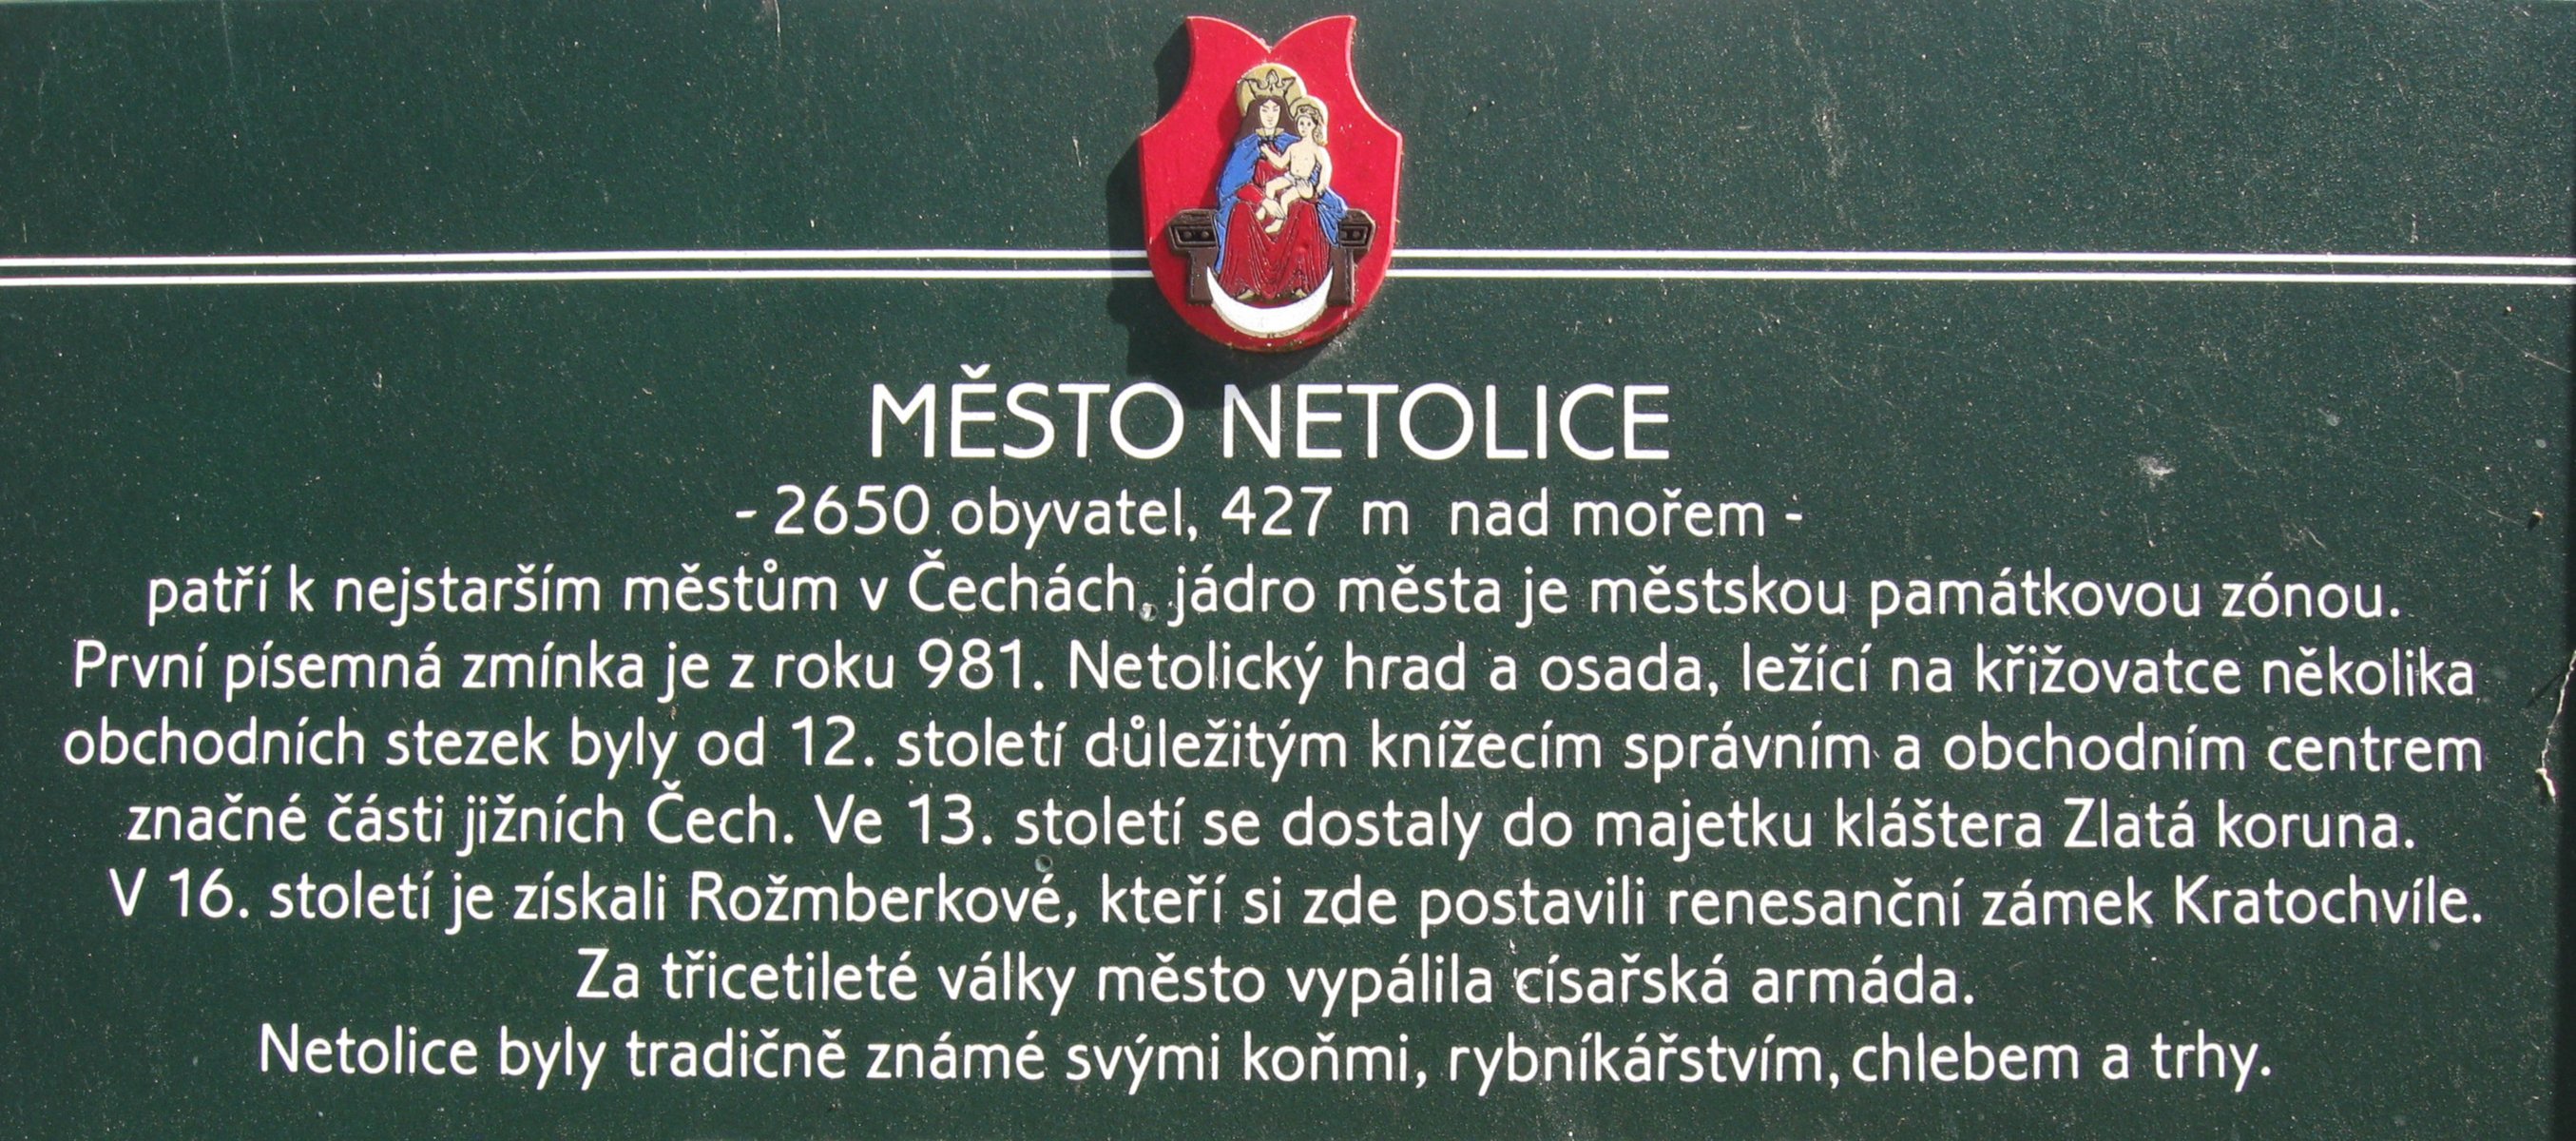 MĚSTO NETOLICE
- 2650 obyvatel, 427 m nad mořem -
patří k nejstarším městům v Čechách, jádro města je městskou památkovou zónou.
První písemná zmínka je z roku 981. Netolický hrad a osada, ležící na křižovatce několika
obchodních stezek byly od 12. století důležitým knížecím správním a obchodním centrem
značné části jižních Čech. Ve 13. století se dostaly do majetku kláštera Zlatá koruna.
V 16. století je získali Rožmberkové, kteří si zde postavili renesanční zámek Kratochvíle.
Za třicetileté války město vypálila císařská armáda.
Netolice byly tradičně známé svými koňmi, rybníkářstvím, chlebem a trhy.